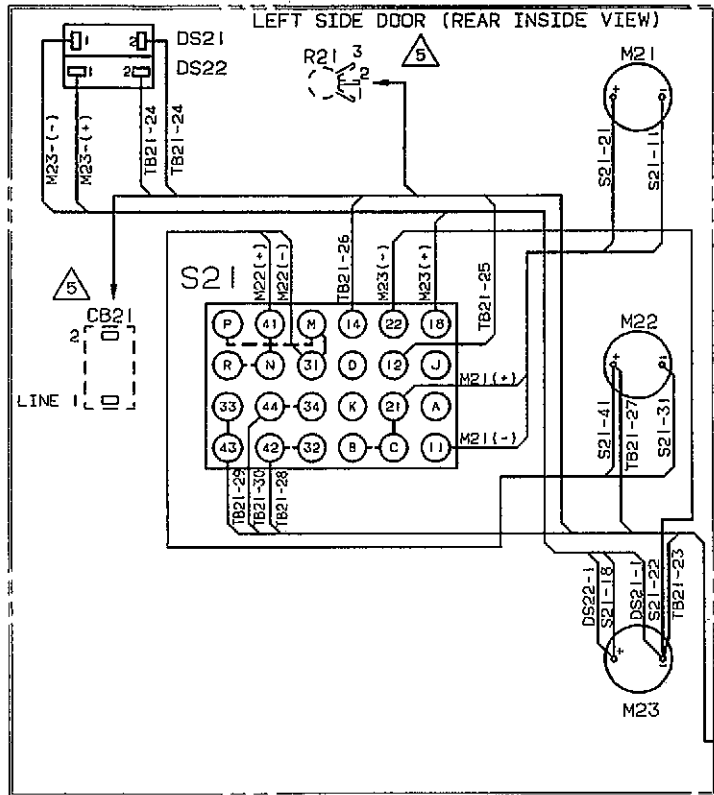 LEFT SIDE DOOR (REAR INSIDE VIEW)
1 2 DS21
1 2 DS22
R21 3
2
1
5
M21
+ -
M23-(-)
M23-(+)
TB21-24
TB21-24
S21-21
S21-11
5
CB21
2
LINE 1
S21
M22(+)
M22(-)
TB21-26
M23(-)
M23(+)
TB21-25
P 41 M 14 22 18
R N 31 D 12 J
M21(+)
33 44 34 K 21 A
43 42 32 B C 11
M21(-)
TB21-29
TB21-30
TB21-28
M22
+ -
S21-41
TB21-27
S21-31
DS22-1
S21-18
DS21-1
S21-22
TB21-23
+ -
M23